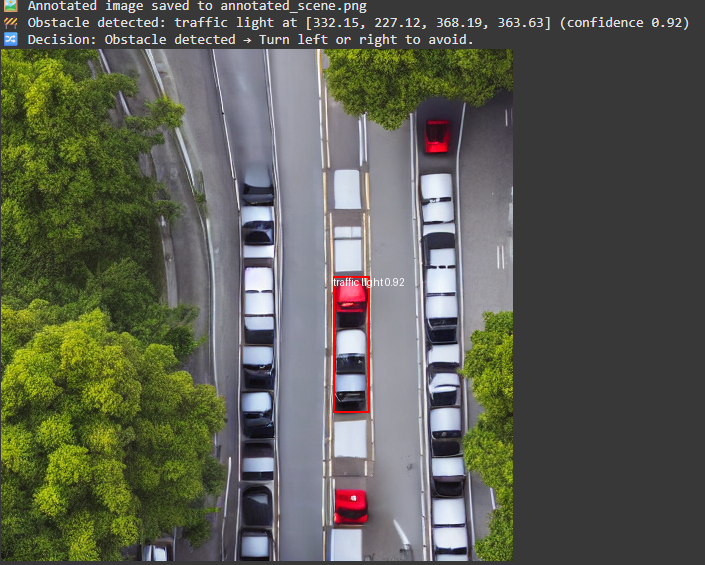 Annotated image saved to annotated_scene.png
Obstacle detected: traffic light at [332.15, 227.12, 368.19, 363.63] (confidence 0.92)
Decision: Obstacle detected → Turn left or right to avoid.
traffic light0.92